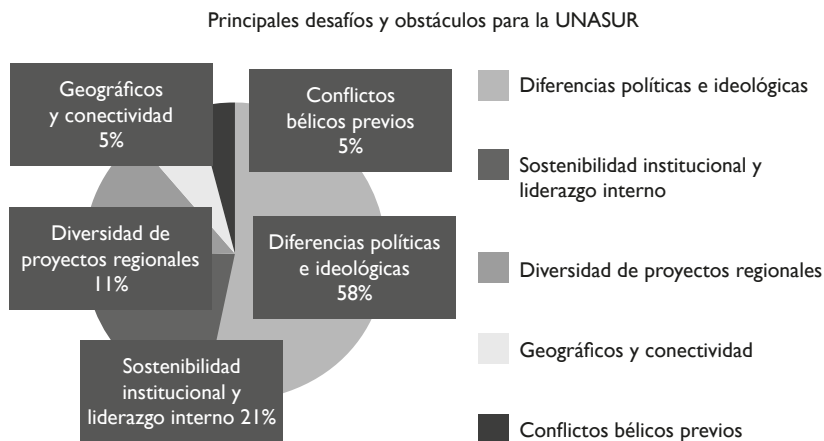 Principales desafíos y obstáculos para la UNASUR
Geográficos
y conectividad
5%
Conflictos
bélicos previos
5%
Diversidad de
proyectos regionales
11%
Diferencias políticas
e ideológicas
58%
Sostenibilidad
institucional y
liderazgo interno 21%
Diferencias políticas e ideológicas
Sostenibilidad institucional y
liderazgo interno
Diversidad de proyectos regionales
Geográficos y conectividad
Conflictos bélicos previos